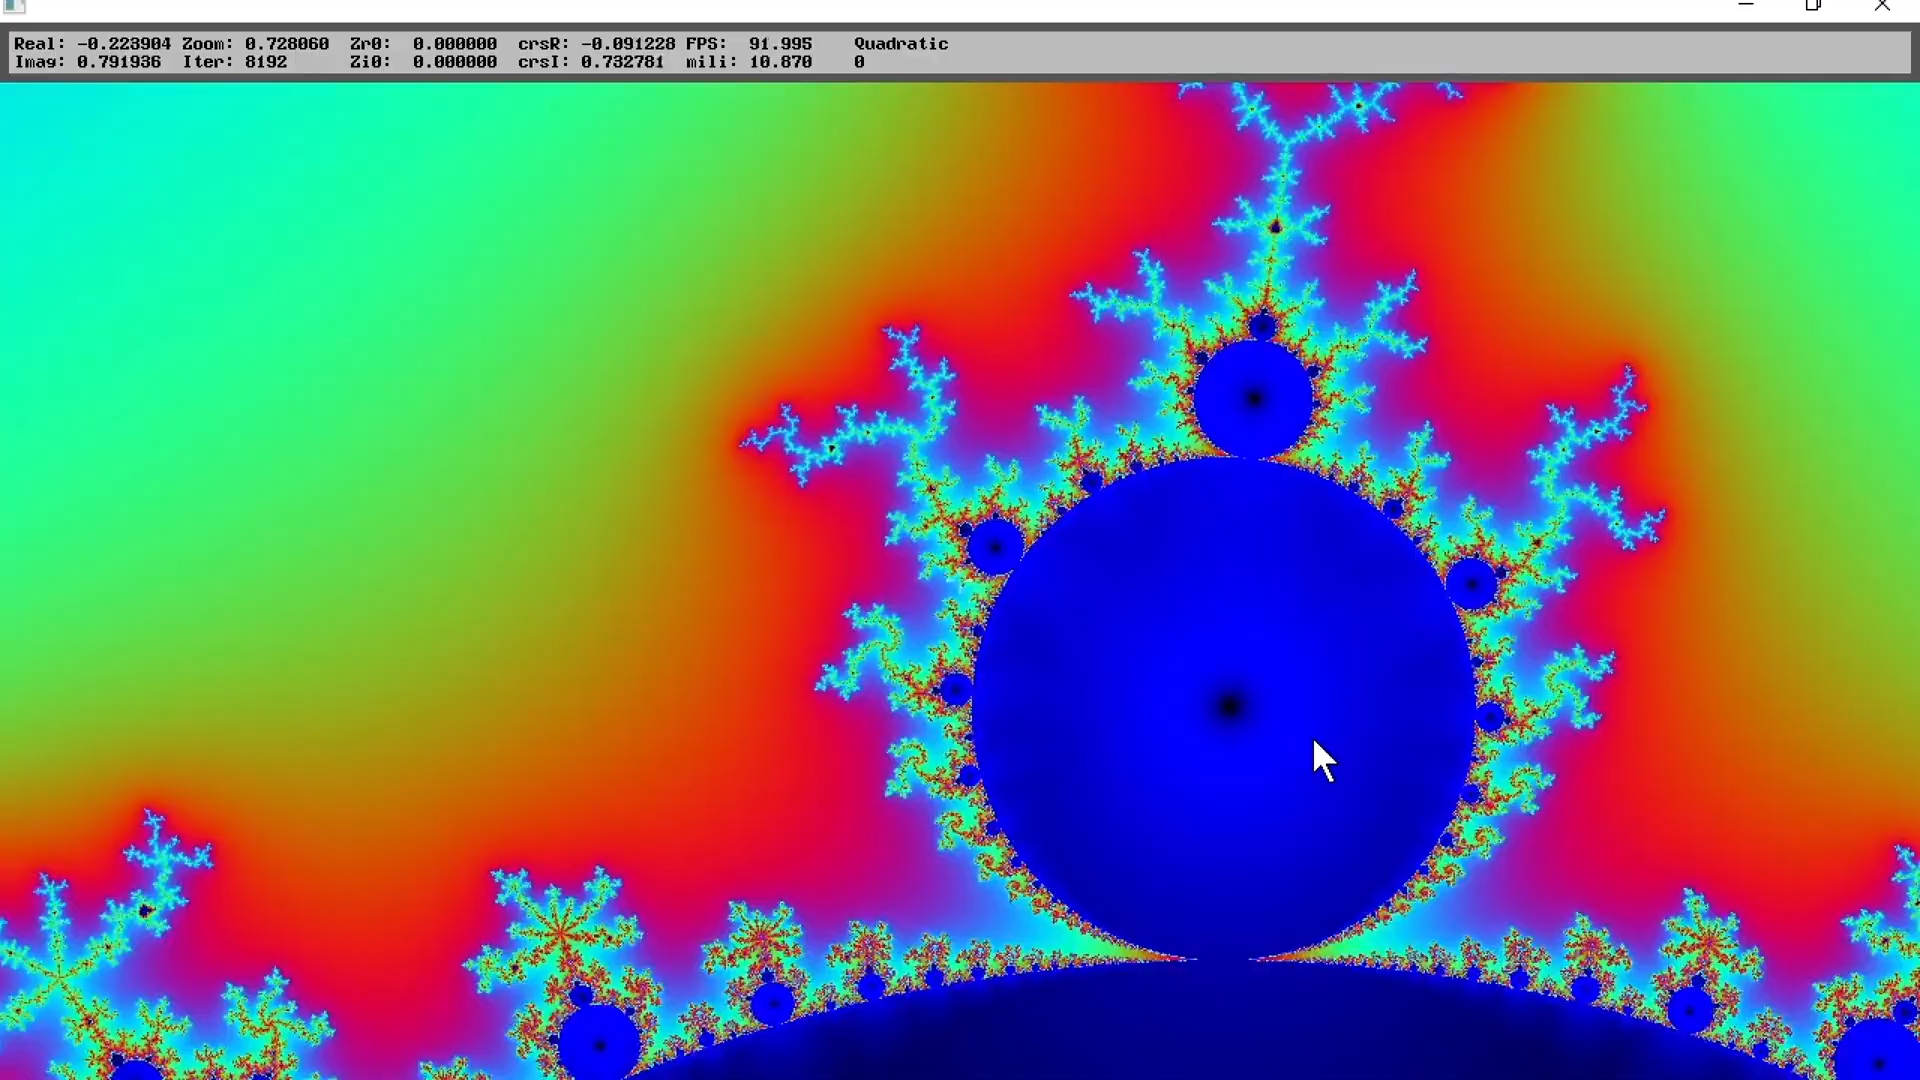 Real: -0.223904 Zoom: 0.728060 Zr0: 0.000000 crsR: -0.091228 FPS: 91.995 Quadratic
Imag: 0.791936 Iter: 8192 Zi0: 0.000000 crsI: 0.732781 mili: 10.870 0